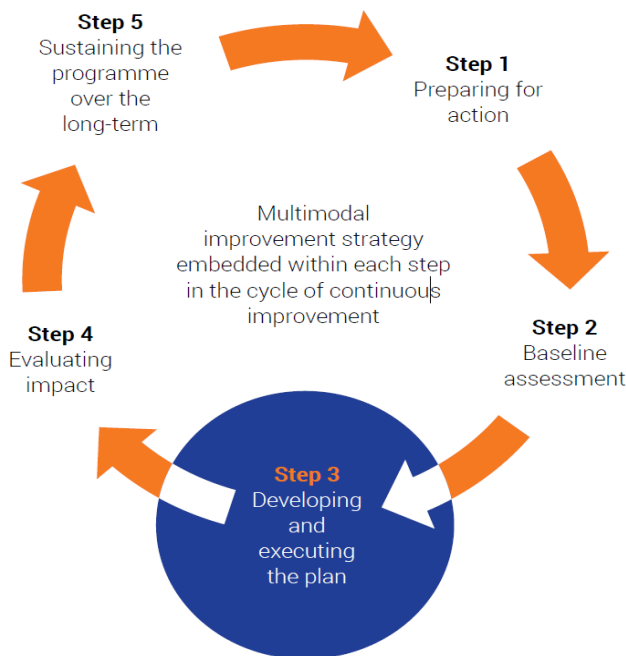 Step 5
Sustaining the
programme
over the
long-term
Step 1
Preparing for
action
Multimodal
improvement strategy
embedded within each step
in the cycle of continuous
improvement
Step 2
Baseline
assessment
Step 4
Evaluating
impact
Step 3
Developing
and
executing
the plan